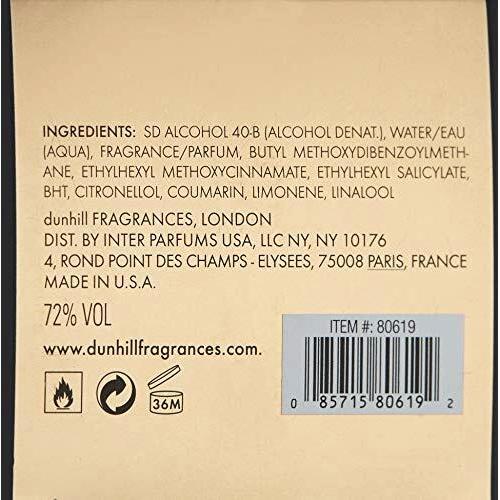 INGREDIENTS: SD ALCOHOL 40-B (ALCOHOL DENAT.), WATER/EAU
(AQUA), FRAGRANCE/PARFUM, BUTYL METHOXYDIBENZOYLMETH-
ANE, ETHYLHEXYL METHOXYCINNAMATE, ETHYLHEXYL SALICYLATE,
BHT, CITRONELLOL, COUMARIN, LIMONENE, LINALOOL
dunhill FRAGRANCES, LONDON
DIST. BY INTER PARFUMS USA, LLC NY, NY 10176
4, ROND POINT DES CHAMPS - ELYSEES, 75008 PARIS, FRANCE
MADE IN U.S.A.
72% VOL
www.dunhillfragrances.com.
36M
ITEM #: 80619
0 85715 80619 2